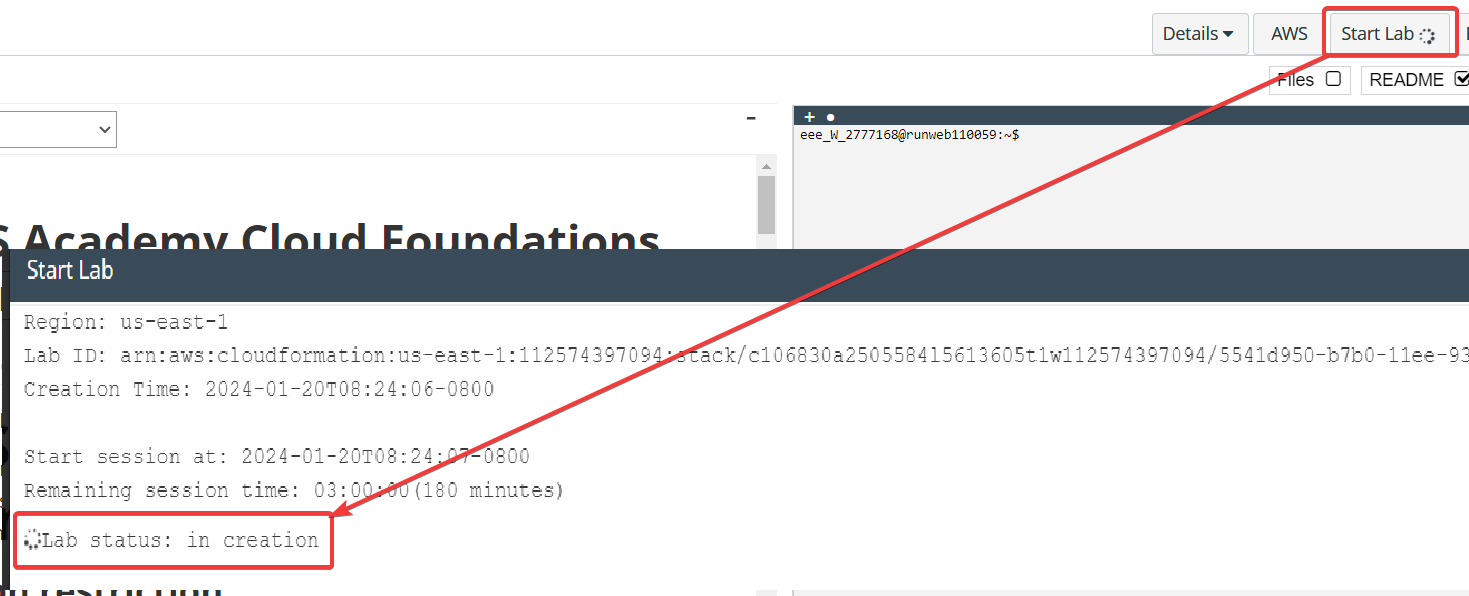 Details AWS Start Lab
Files README
+
eee_W_2777168@runweb110059:~$
S Academy Cloud Foundations
Start Lab
Region: us-east-1
Lab ID: arn:aws:cloudformation:us-east-1:112574397094:stack/c106830a2505584l5613605t1w112574397094/5541d950-b7b0-11ee-93
Creation Time: 2024-01-20T08:24:06-0800
Start session at: 2024-01-20T08:24:07-0800
Remaining session time: 03:00:00(180 minutes)
Lab status: in creation
restriction